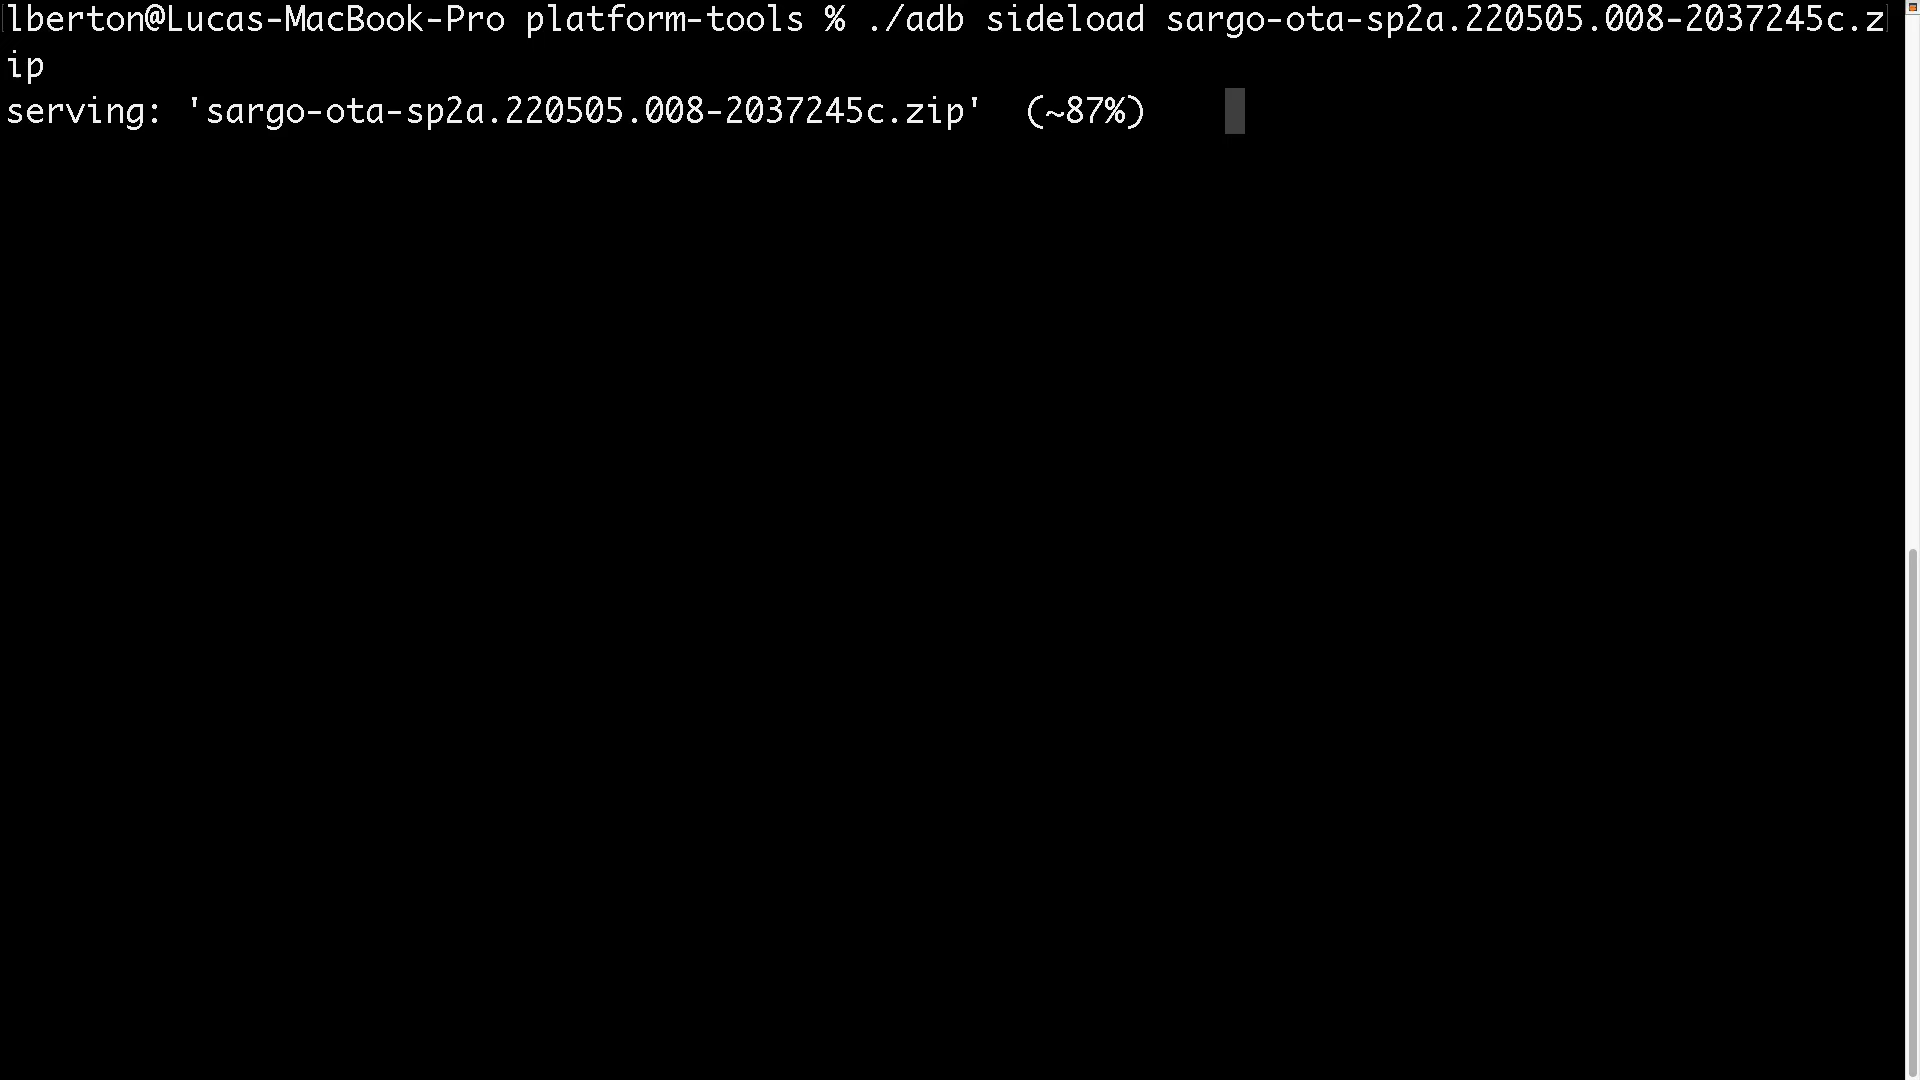 lberton@Lucas-MacBook-Pro platform-tools % ./adb sideload sargo-ota-sp2a.220505.008-2037245c.z
ip
serving: 'sargo-ota-sp2a.220505.008-2037245c.zip'  (~87%)